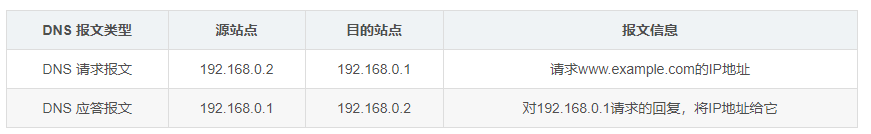 DNS 报文类型 源站点 目的站点 报文信息
DNS 请求报文 192.168.0.2 192.168.0.1 请求www.example.com的IP地址
DNS 应答报文 192.168.0.1 192.168.0.2 对192.168.0.1请求的回复，将IP地址给它